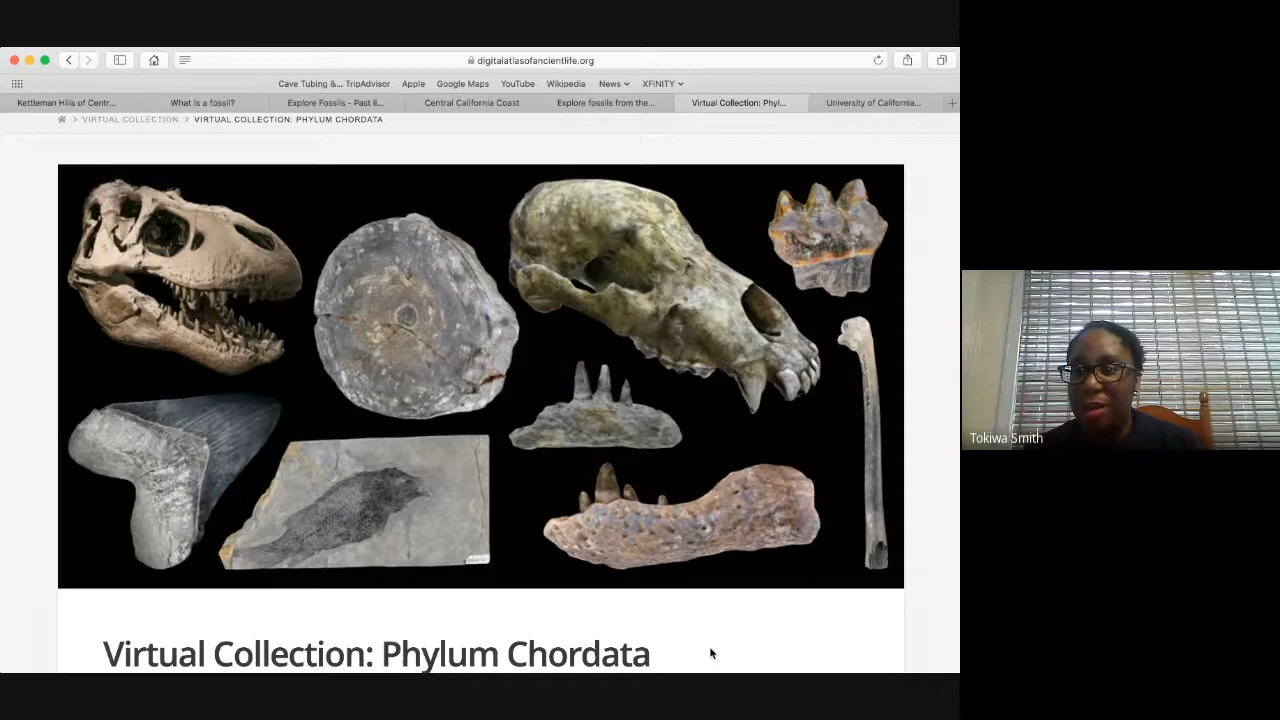 digitalatlasofancientlife.org
Cave Tubing &... TripAdvisor Apple Google Maps YouTube Wikipedia News XFINITY
Kettleman Hills of Centr... What is a fossil? Explore Fossils – Past li... Central California Coast Explore fossils from the... Virtual Collection: Phyl... University of California...
VIRTUAL COLLECTION > VIRTUAL COLLECTION: PHYLUM CHORDATA
Tokiwa Smith
Virtual Collection: Phylum Chordata